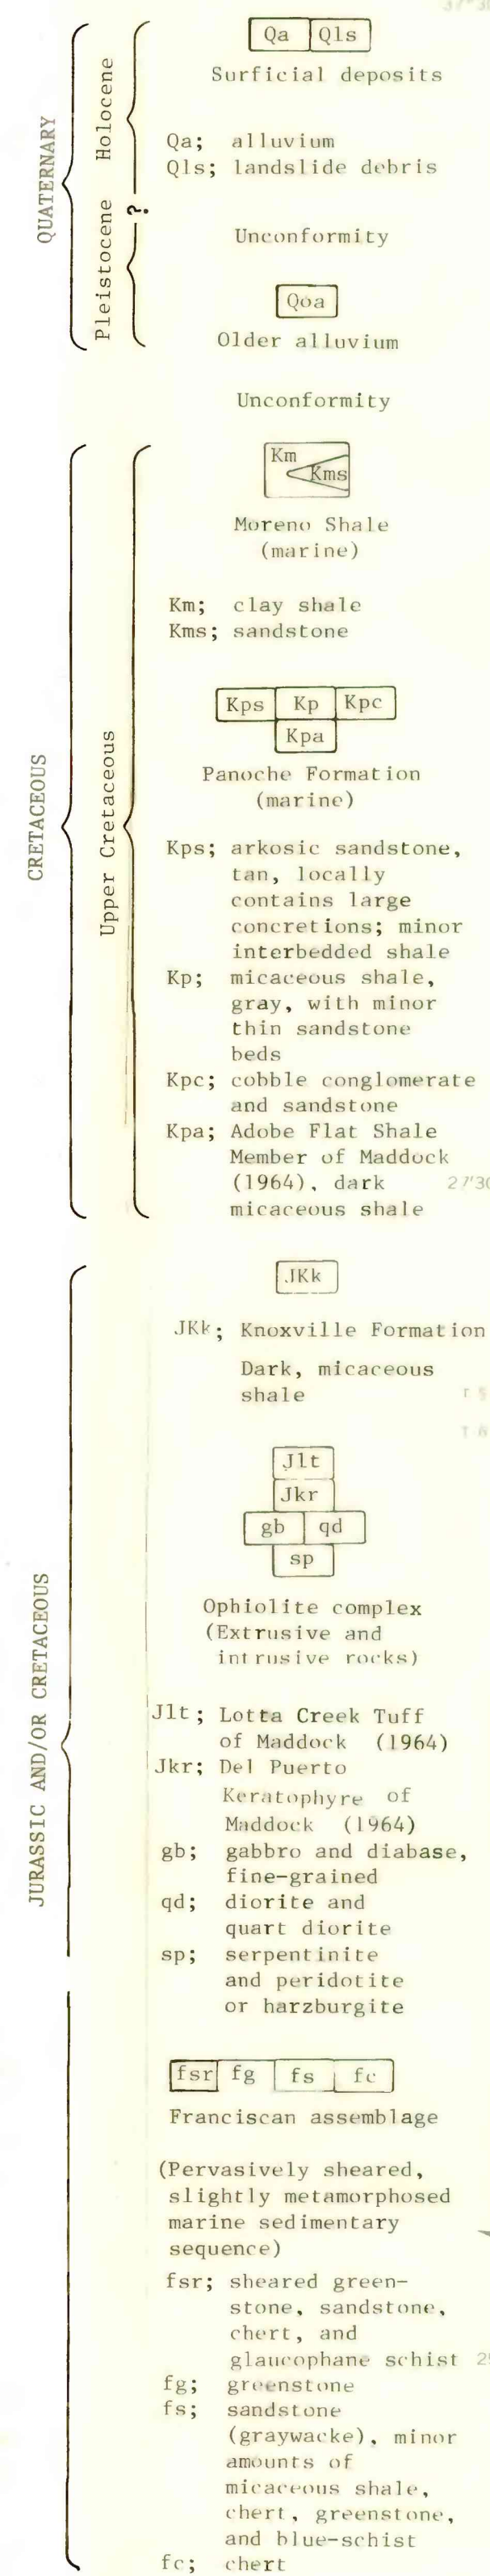 QUATERNARY
Holocene
Pleistocene
?
Qa Qls
Surficial deposits
Qa; alluvium
Qls; landslide debris
Unconformity
Qoa
Older alluvium
Unconformity
CRETACEOUS
Upper Cretaceous
Km
Kms
Moreno Shale
(marine)
Km; clay shale
Kms; sandstone
Kps Kp Kpc
Kpa
Panoche Formation
(marine)
Kps; arkosic sandstone,
tan, locally
contains large
concretions; minor
interbedded shale
Kp; micaceous shale,
gray, with minor
thin sandstone
beds
Kpc; cobble conglomerate
and sandstone
Kpa; Adobe Flat Shale
Member of Maddock
(1964), dark
micaceous shale
JURASSIC AND/OR CRETACEOUS
JKk
JKk; Knoxville Formation
Dark, micaceous
shale
Jlt
Jkr
gb qd
sp
Ophiolite complex
(Extrusive and
intrusive rocks)
Jlt; Lotta Creek Tuff
of Maddock (1964)
Jkr; Del Puerto
Keratophyre of
Maddock (1964)
gb; gabbro and diabase,
fine-grained
qd; diorite and
quart diorite
sp; serpentinite
and peridotite
or harzburgite
fsr fg fs fc
Franciscan assemblage
(Pervasively sheared,
slightly metamorphosed
marine sedimentary
sequence)
fsr; sheared green-
stone, sandstone,
chert, and
glaucophane schist
fg; greenstone
fs; sandstone
(graywacke), minor
amounts of
micaceous shale,
chert, greenstone,
and blue-schist
fc; chert